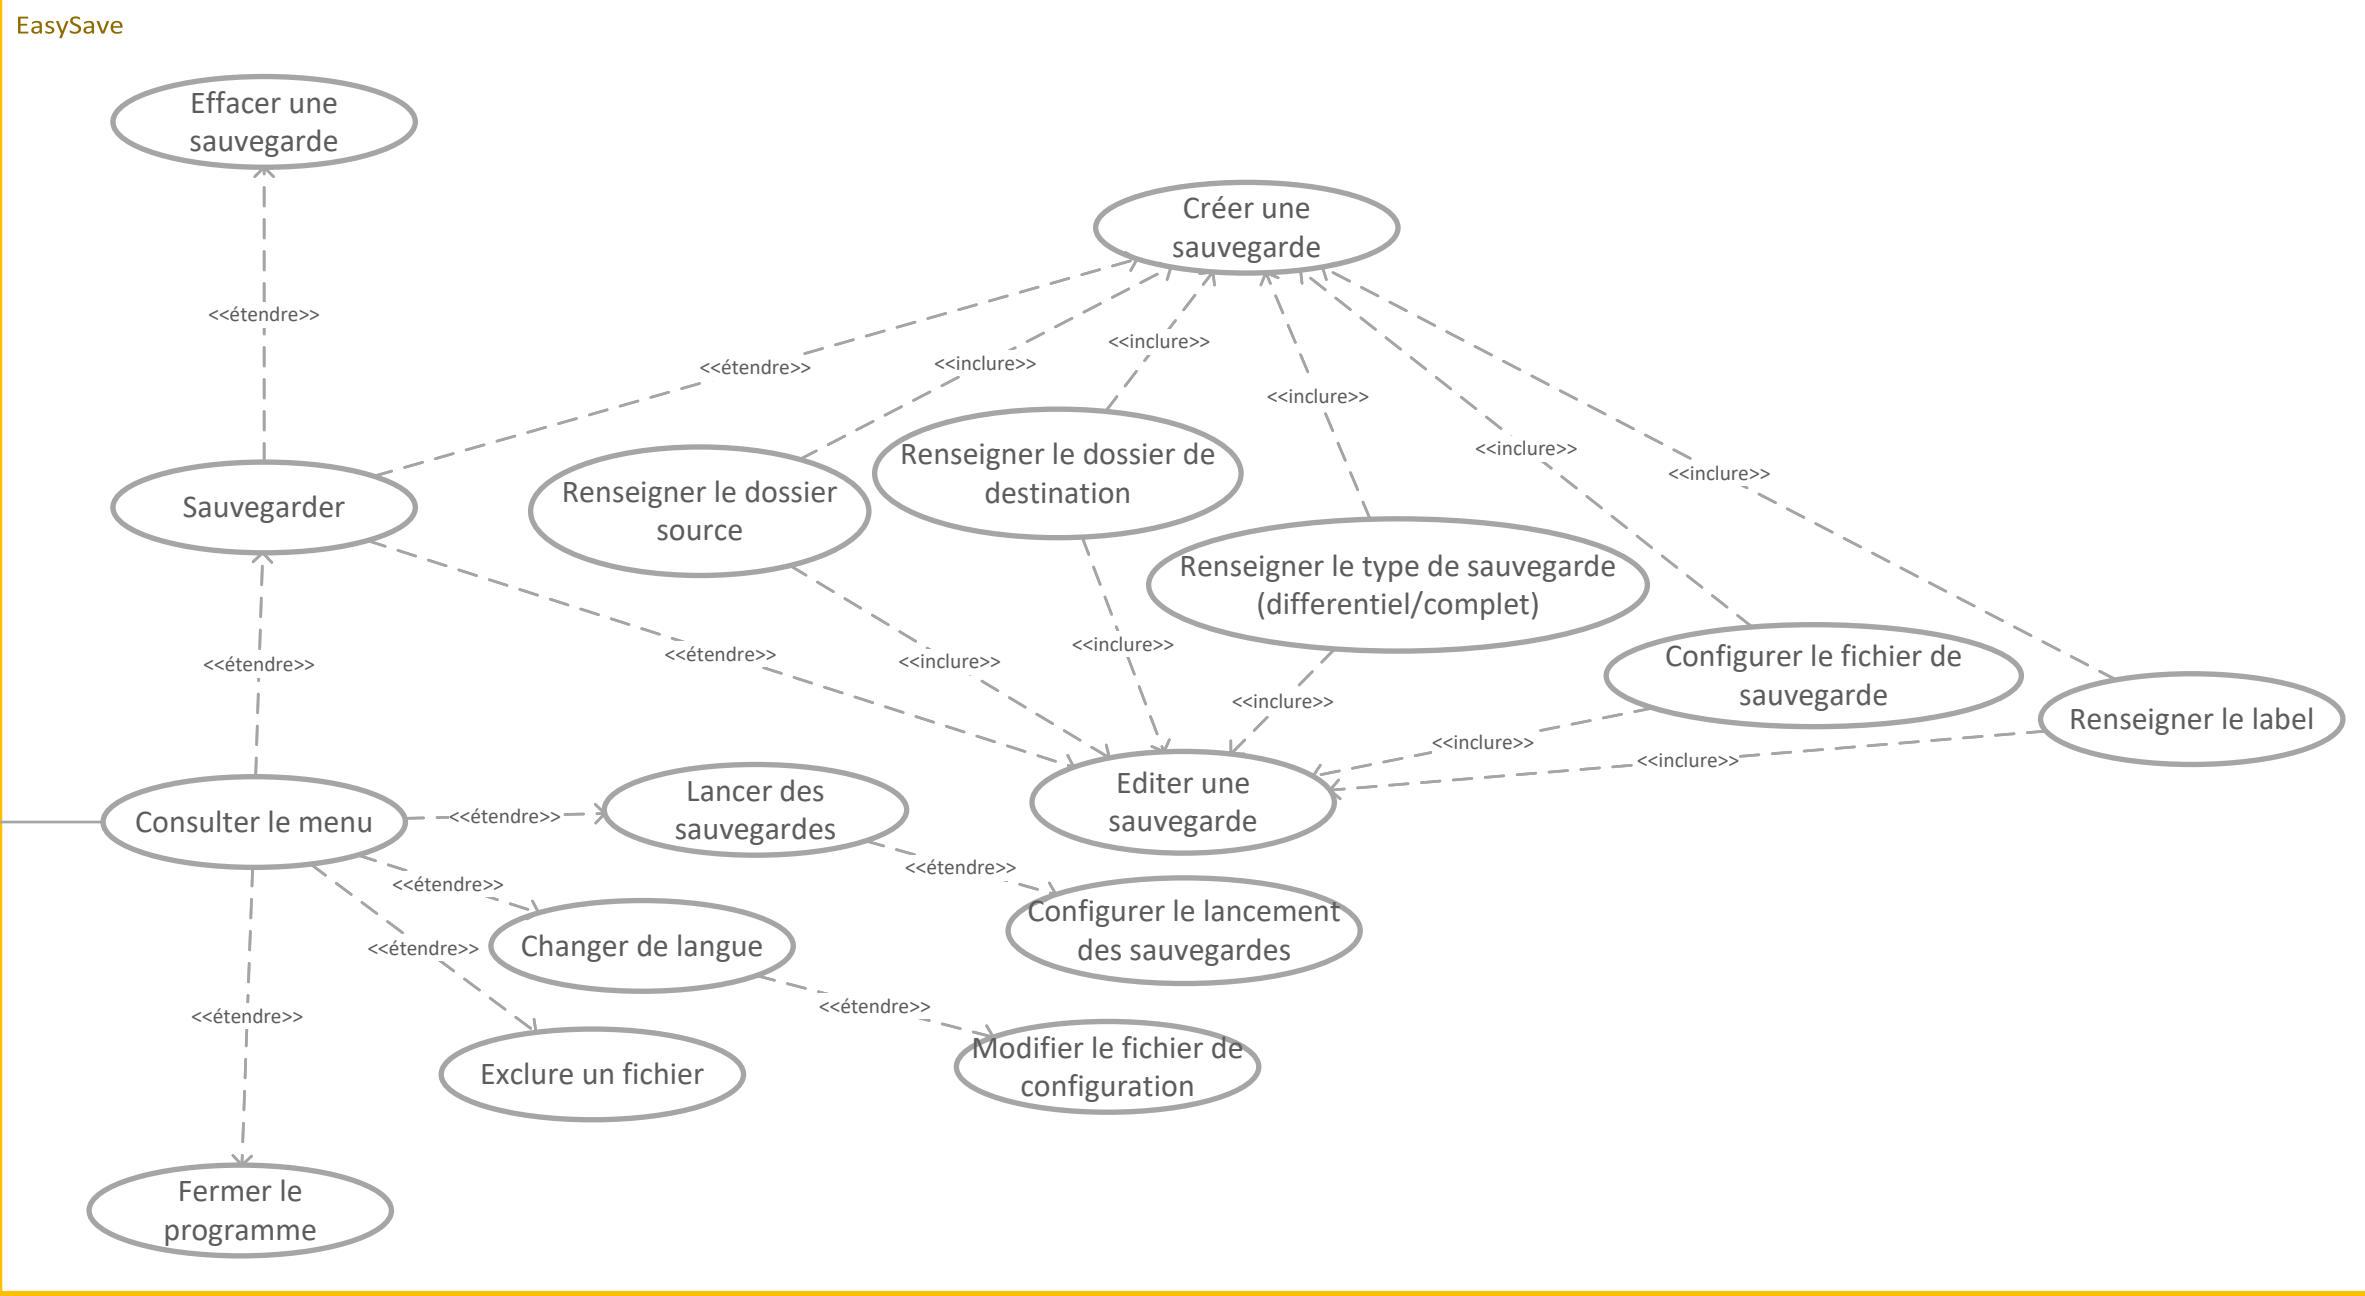 EasySave
Effacer une
sauvegarde
Créer une
sauvegarde
<<étendre>>
<<inclure>>
<<inclure>>
<<étendre>>
<<inclure>>
<<inclure>>
<<inclure>>
Renseigner le dossier de
destination
Renseigner le dossier
source
Sauvegarder
Renseigner le type de sauvegarde
(differentiel/complet)
<<inclure>>
<<étendre>>
<<inclure>>
<<étendre>>
Configurer le fichier de
sauvegarde
<<inclure>>
Renseigner le label
<<inclure>>
<<inclure>>
Editer une
sauvegarde
Lancer des
sauvegardes
Consulter le menu
<<étendre>>
<<étendre>>
<<étendre>>
Configurer le lancement
des sauvegardes
Changer de langue
<<étendre>>
<<étendre>>
<<étendre>>
Modifier le fichier de
configuration
Exclure un fichier
Fermer le
programme